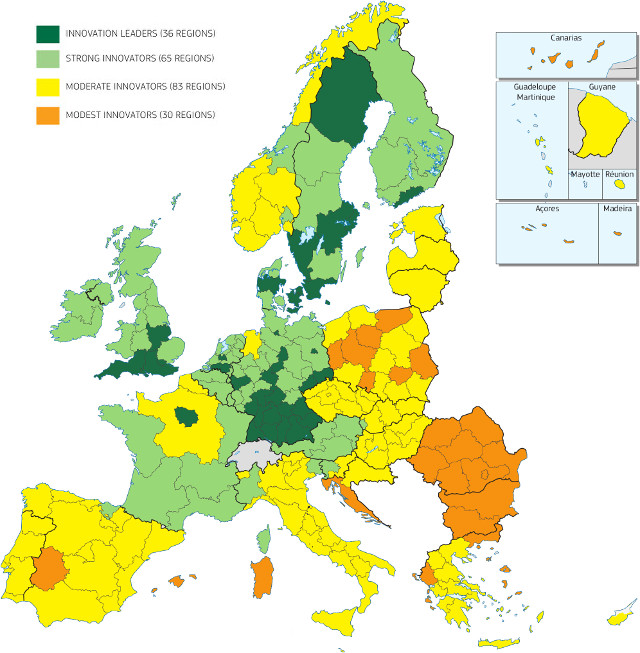 INNOVATION LEADERS (36 REGIONS)
STRONG INNOVATORS (65 REGIONS)
MODERATE INNOVATORS (83 REGIONS)
MODEST INNOVATORS (30 REGIONS)
Canarias
Guadeloupe
Martinique
Guyane
Mayotte
Réunion
Açores
Madeira